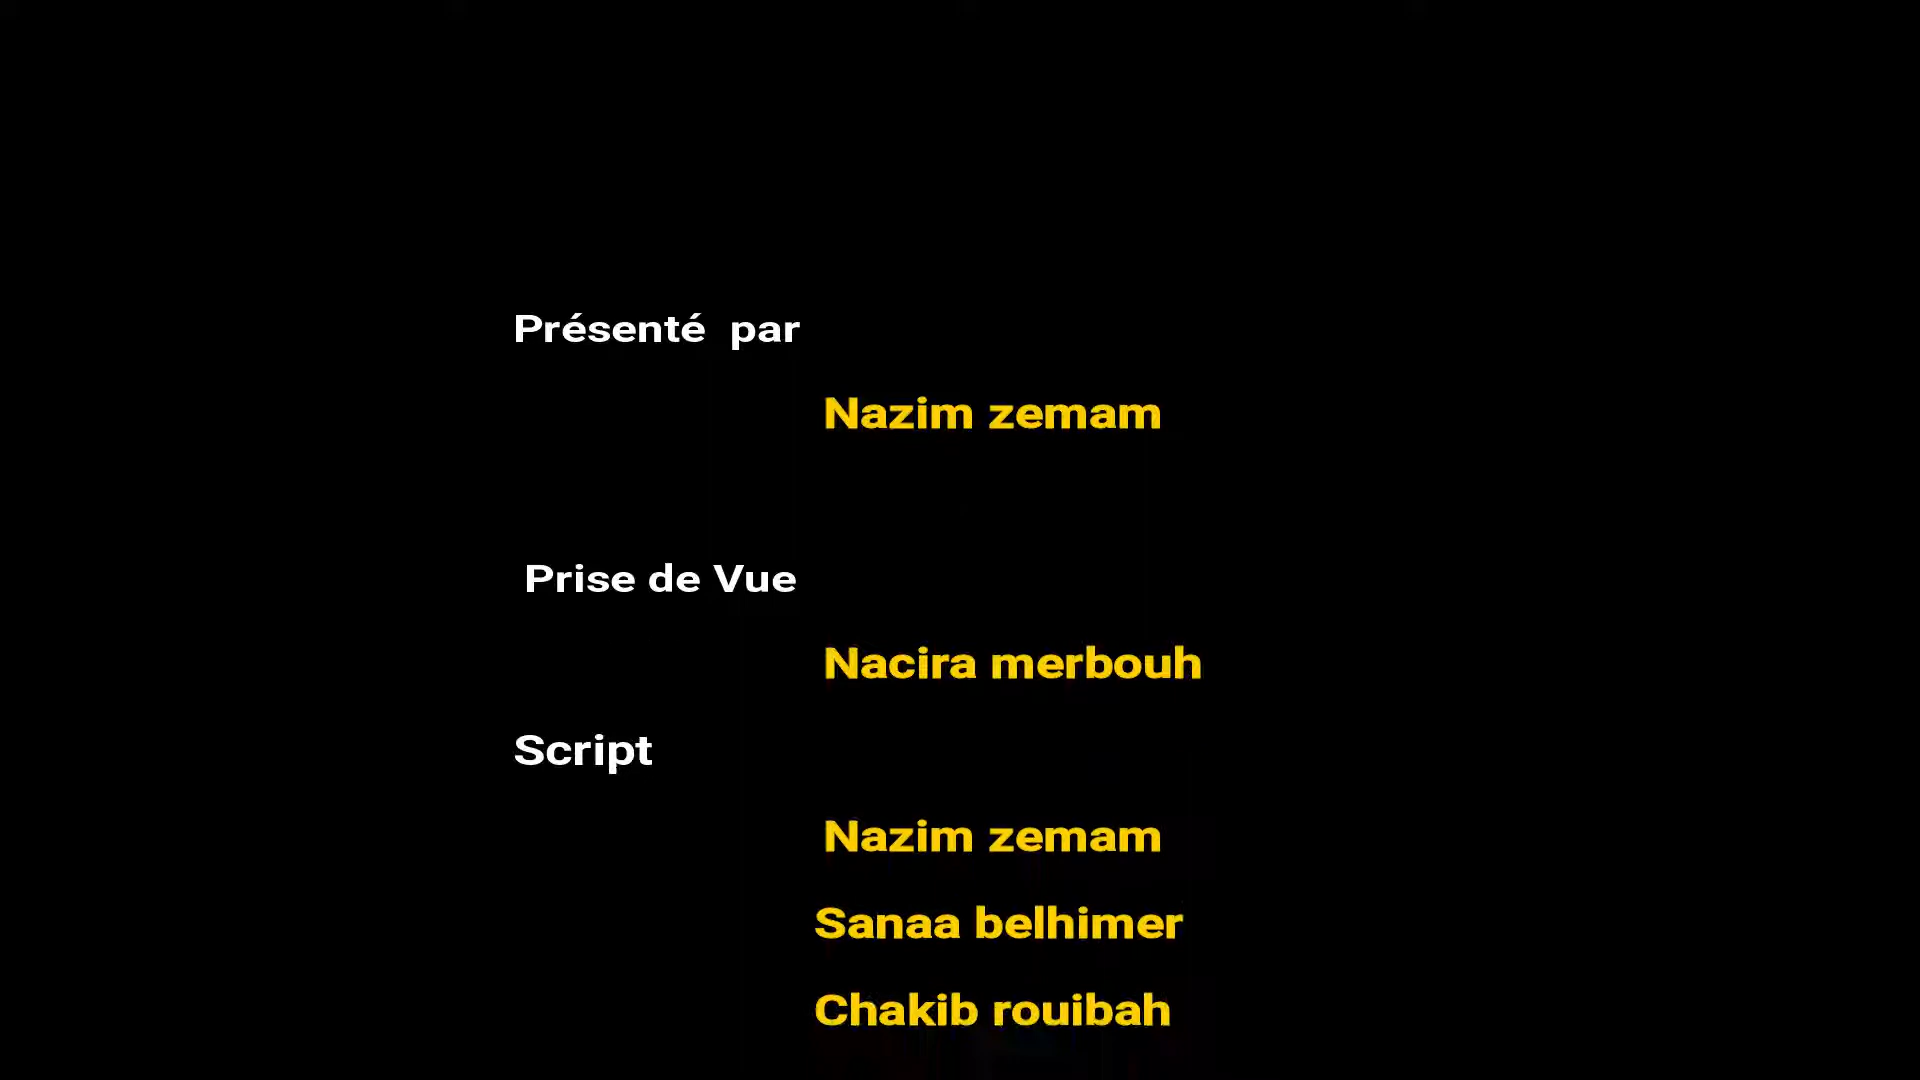 Présenté par
Nazim zemam
Prise de Vue
Nacira merbouh
Script
Nazim zemam
Sanaa belhimer
Chakib rouibah